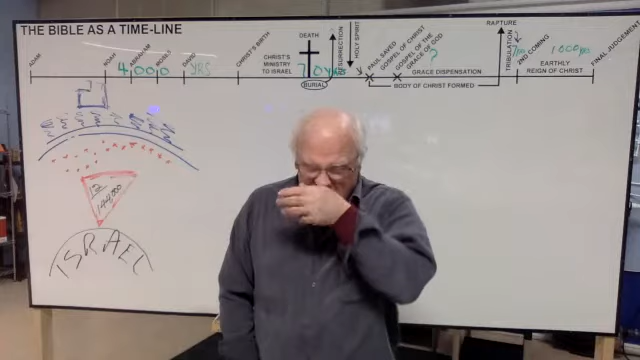 THE BIBLE AS A TIME-LINE
ADAM
NOAH
ABRAHAM
MOSES
DAVID
4,000 YRS
CHRIST'S BIRTH
CHRIST'S
MINISTRY
TO ISRAEL
DEATH
BURIAL
RESURRECTION
HOLY SPIRIT
PAUL SAVED
GOSPEL OF CHRIST
GOSPEL OF THE
GRACE OF GOD
?
GRACE DISPENSATION
BODY OF CHRIST FORMED
RAPTURE
TRIBULATION
2ND COMING
EARTHLY
REIGN OF CHRIST
FINAL JUDGEMENT
12
144,000
ISRAEL